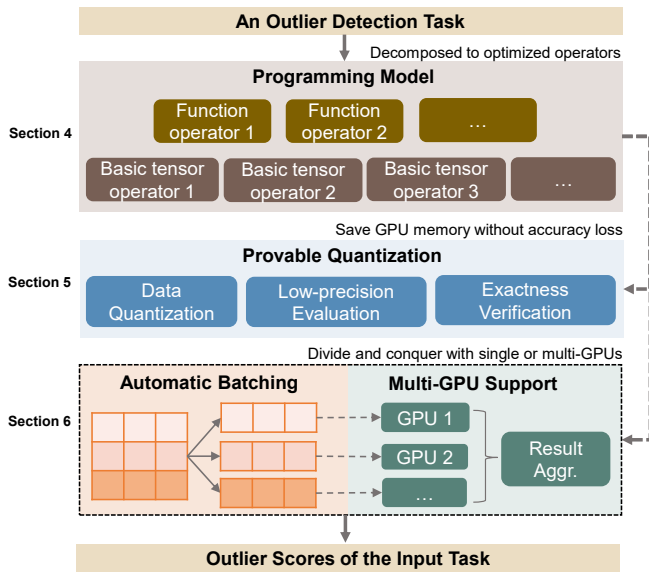 An Outlier Detection Task
Decomposed to optimized operators
Programming Model
Section 4
Function
operator 1
Function
operator 2
...
Basic tensor
operator 1
Basic tensor
operator 2
Basic tensor
operator 3
...
Save GPU memory without accuracy loss
Provable Quantization
Section 5
Data
Quantization
Low-precision
Evaluation
Exactness
Verification
Divide and conquer with single or multi-GPUs
Automatic Batching
Multi-GPU Support
Section 6
GPU 1
GPU 2
...
Result
Aggr.
Outlier Scores of the Input Task